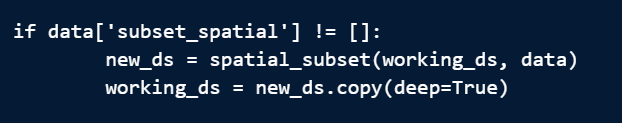 if data['subset_spatial'] != []:
        new_ds = spatial_subset(working_ds, data)
        working_ds = new_ds.copy(deep=True)